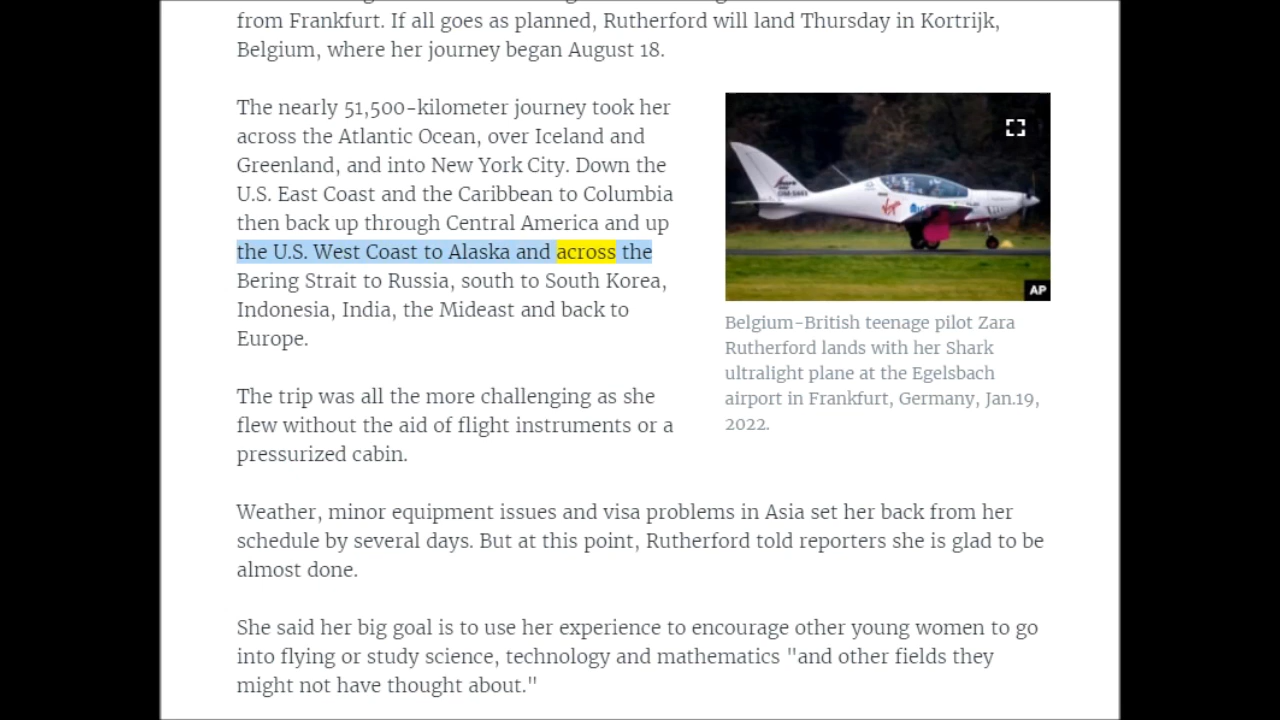 from Frankfurt. If all goes as planned, Rutherford will land Thursday in Kortrijk,
Belgium, where her journey began August 18.
The nearly 51,500-kilometer journey took her
across the Atlantic Ocean, over Iceland and
Greenland, and into New York City. Down the
U.S. East Coast and the Caribbean to Columbia
then back up through Central America and up
the U.S. West Coast to Alaska and across the
Bering Strait to Russia, south to South Korea,
Indonesia, India, the Mideast and back to
Europe.
The trip was all the more challenging as she
flew without the aid of flight instruments or a
pressurized cabin.
AP
Belgium-British teenage pilot Zara
Rutherford lands with her Shark
ultralight plane at the Egelsbach
airport in Frankfurt, Germany, Jan.19,
2022.
Weather, minor equipment issues and visa problems in Asia set her back from her
schedule by several days. But at this point, Rutherford told reporters she is glad to be
almost done.
She said her big goal is to use her experience to encourage other young women to go
into flying or study science, technology and mathematics "and other fields they
might not have thought about."